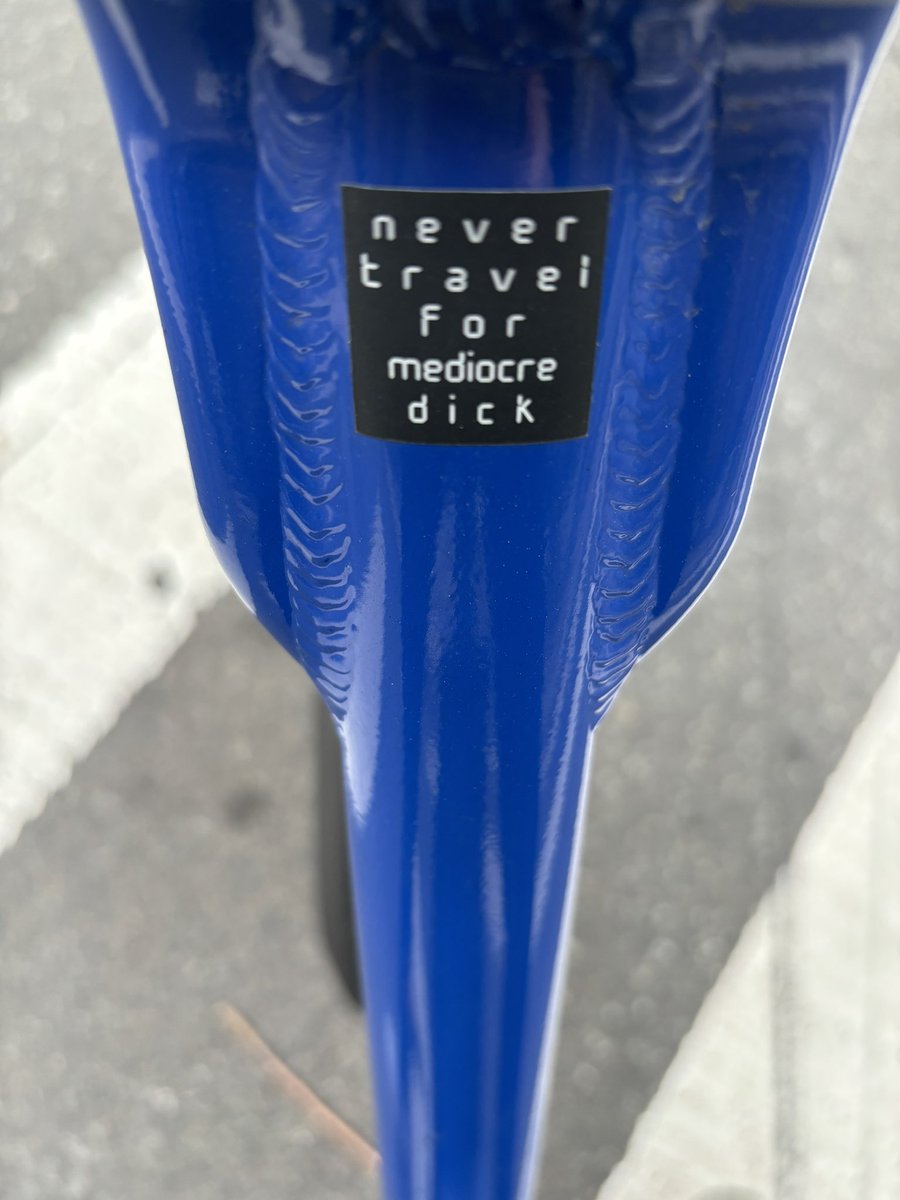 never
travel
for
mediocre
dick